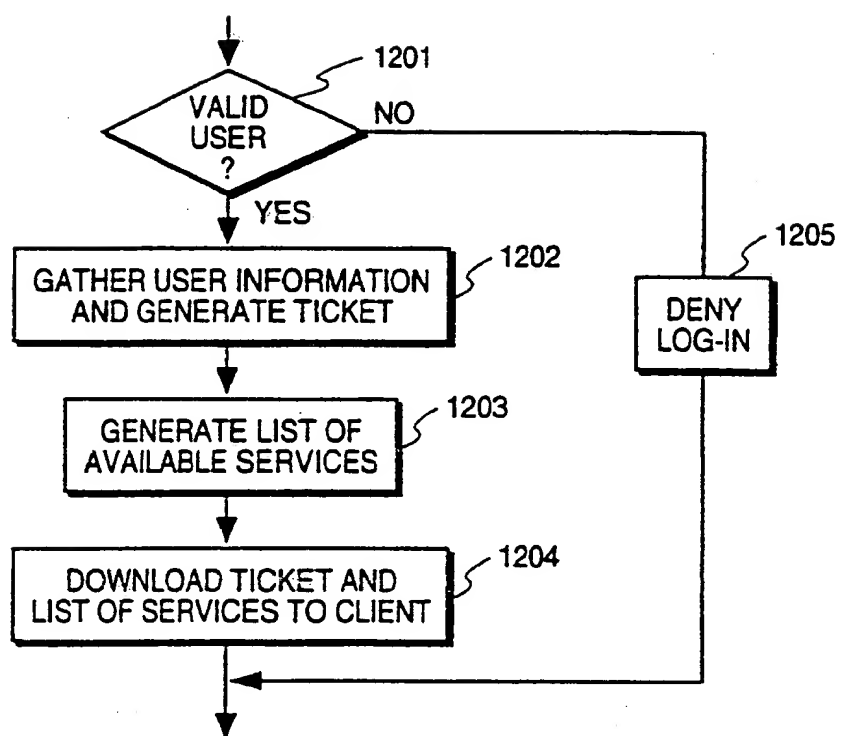 1201
VALID
USER
?
NO
YES
1202
GATHER USER INFORMATION
AND GENERATE TICKET
1205
DENY
LOG-IN
1203
GENERATE LIST OF
AVAILABLE SERVICES
1204
DOWNLOAD TICKET AND
LIST OF SERVICES TO CLIENT